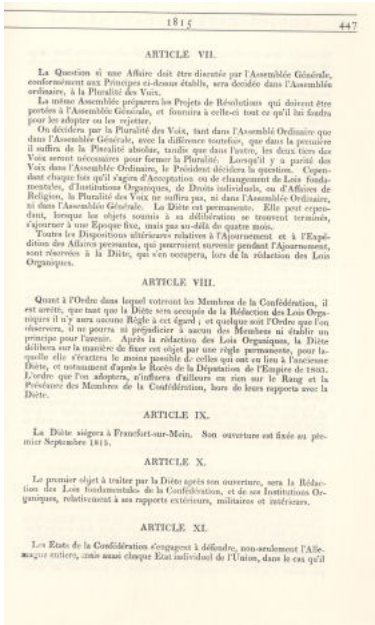 1815
447
ARTICLE VII.
La Question si une Affaire doit être discutée par l'Assemblée Générale,
conformément aux Principes ci-dessus établis, sera décidée dans l'Assemblée
ordinaire, à la Pluralité des Voix.
La même Assemblée préparera les Projets de Résolutions qui doivent être
portées à l'Assemblée Générale, et fournira à celle-ci tout ce qu'il lui faudra
pour les adopter ou les rejetter.
On décidera par la Pluralité des Voix, tant dans l'Assemblé Ordinaire que
dans l'Assemblée Générale, avec la différence toutefois, que dans la première
il suffira de la Pluralité absolue, tandis que dans l'autre, les deux tiers des
Voix seront nécessaires pour former la Pluralité. Lorsqu'il y a parité des
Voix dans l'Assemblée Ordinaire, le Président décidera la question. Cepen-
dant chaque fois qu'il s'agira d'Acceptation ou de changement de Lois fonda-
mentales, d'Institutions Organiques, de Droits individuels, ou d'Affaires de
Religion, la Pluralité des Voix ne suffira pas, ni dans l'Assemblée Ordinaire,
ni dans l'Assemblée Générale. La Diète est permanente. Elle peut cepen-
dant, lorsque les objets soumis à sa délibération se trouvent terminés,
s'ajourner à une Epoque fixe, mais pas au-delà de quatre mois.
Toutes les Dispositions ultérieures relatives à l'Ajournement et à l'Expé-
dition des Affaires pressantes, qui pourroient survenir pendant l'Ajournement,
sont réservées à la Diète, qui s'en occupera, lors de la rédaction des Lois
Organiques.
ARTICLE VIII.
Quant à l'Ordre dans lequel voteront les Membres de la Confédération, il
est arrêté, que tant que la Diète sera occupée de la Rédaction des Lois Orga-
niques il n'y aura aucune Règle à cet égard ; et quelque soit l'Ordre que l'on
observera, il ne pourra ni préjudicier à aucun des Membres ni établir un
principe pour l'avenir. Après la rédaction des Lois Organiques, la Diète
délibera sur la manière de fixer cet objet par une règle permanente, pour la-
quelle elle s'écartera le moins possible de celles qui ont eu lieu à l'ancienne
Diète, et notamment d'après le Recès de la Députation de l'Empire de 1803.
L'ordre que l'on adoptera, n'influera d'ailleurs en rien sur le Rang et la
Préséance des Membres de la Confédération, hors de leurs rapports avec la
Diète.
ARTICLE IX.
La Diète siégera à Francfort-sur-Mein. Son ouverture est fixée au pre-
mier Septembre 1815.
ARTICLE X.
Le premier objet à traiter par la Diète après son ouverture, sera la Rédac-
tion des Lois fondamentales de la Confédération, et de ses Institutions Or-
ganiques, relativement à ses rapports extérieurs, militaires et intérieurs.
ARTICLE XI.
Les Etats de la Confédération s'engagent à défendre, non-seulement l'Alle-
magne entière, mais aussi chaque Etat individuel de l'Union, dans le cas qu'il